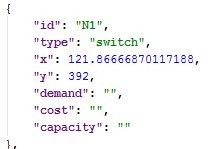 {
"id": "N1",
"type": "switch",
"x": 121.86666870117188,
"y": 392,
"demand": "",
"cost": "",
"capacity": ""
},